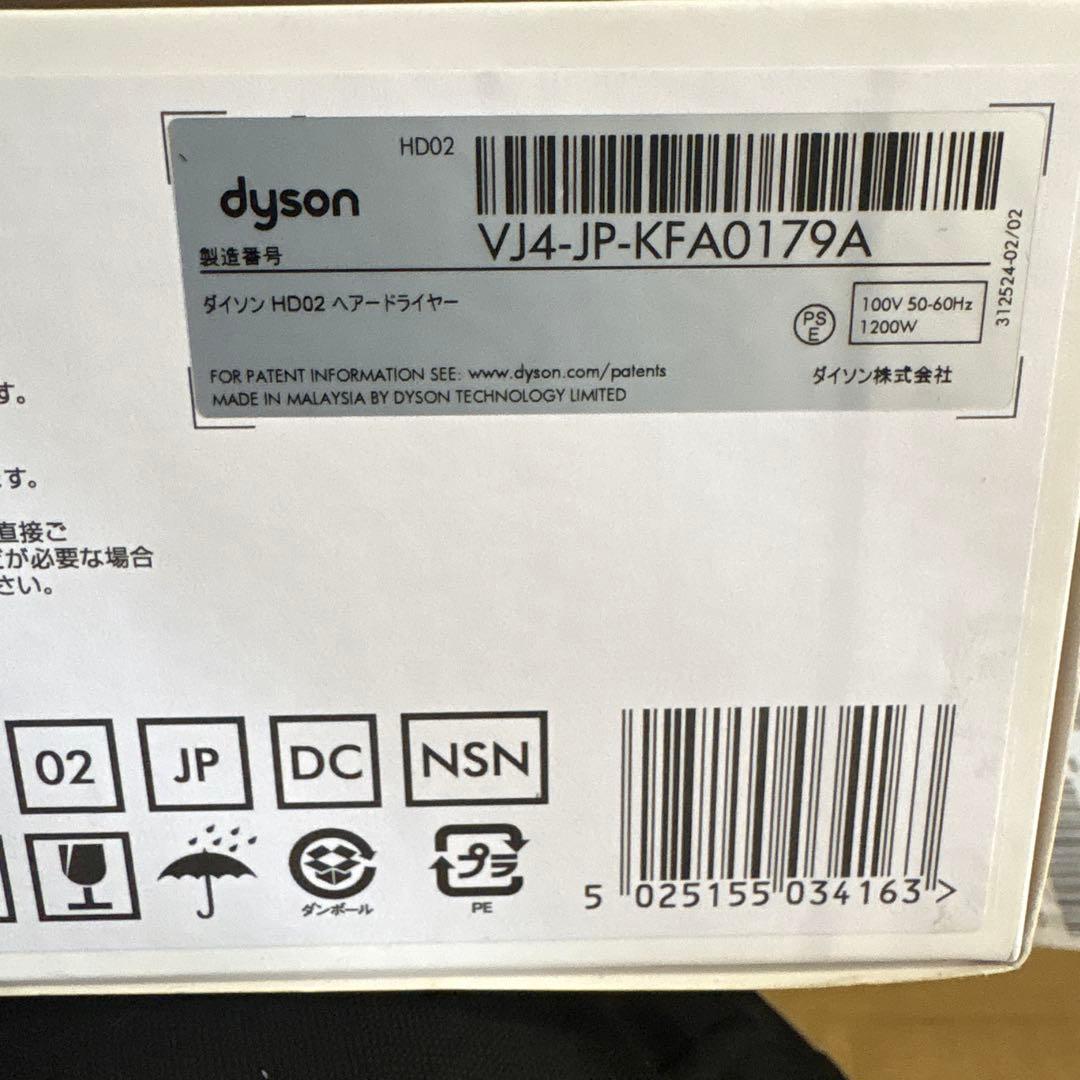 HD02
dyson
VJ4-JP-KFA0179A
製造番号
ダイソン HD02 ヘアードライヤー
PS
E
100V 50-60Hz
1200W
312524-02/02
FOR PATENT INFORMATION SEE: www.dyson.com/patents
MADE IN MALAYSIA BY DYSON TECHNOLOGY LIMITED
ダイソン株式会社
す。
ます。
直接ご
が必要な場合
さい。
02
JP
DC
NSN
ダンボール
プラ
PE
5 025155 034163 >